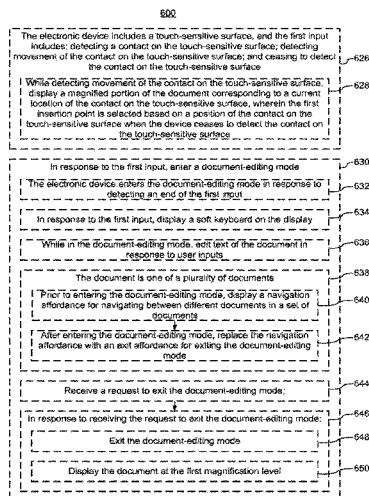 600
The electronic device includes a touch-sensitive surface, and the first input
includes: detecting a contact on the touch-sensitive surface; detecting
movement of the contact on the touch-sensitive surface; and ceasing to detect
the contact on the touch-sensitive surface
626
While detecting movement of the contact on the touch-sensitive surface,
display a magnified portion of the document corresponding to a current
location of the contact on the touch-sensitive surface, wherein the first
insertion point is selected based on a position of the contact on the
touch-sensitive surface when the device ceases to detect the contact on
the touch-sensitive surface
628
In response to the first input, enter a document-editing mode
630
The electronic device enters the document-editing mode in response to
detecting an end of the first input
632
In response to the first input, display a soft keyboard on the display
634
While in the document-editing mode, edit text of the document in
response to user inputs
636
The document is one of a plurality of documents
638
Prior to entering the document-editing mode, display a navigation
affordance for navigating between different documents in a set of
documents
640
After entering the document-editing mode, replace the navigation
affordance with an exit affordance for exiting the document-editing
mode
642
Receive a request to exit the document-editing mode;
644
In response to receiving the request to exit the document-editing mode:
646
Exit the document-editing mode
648
Display the document at the first magnification level
650